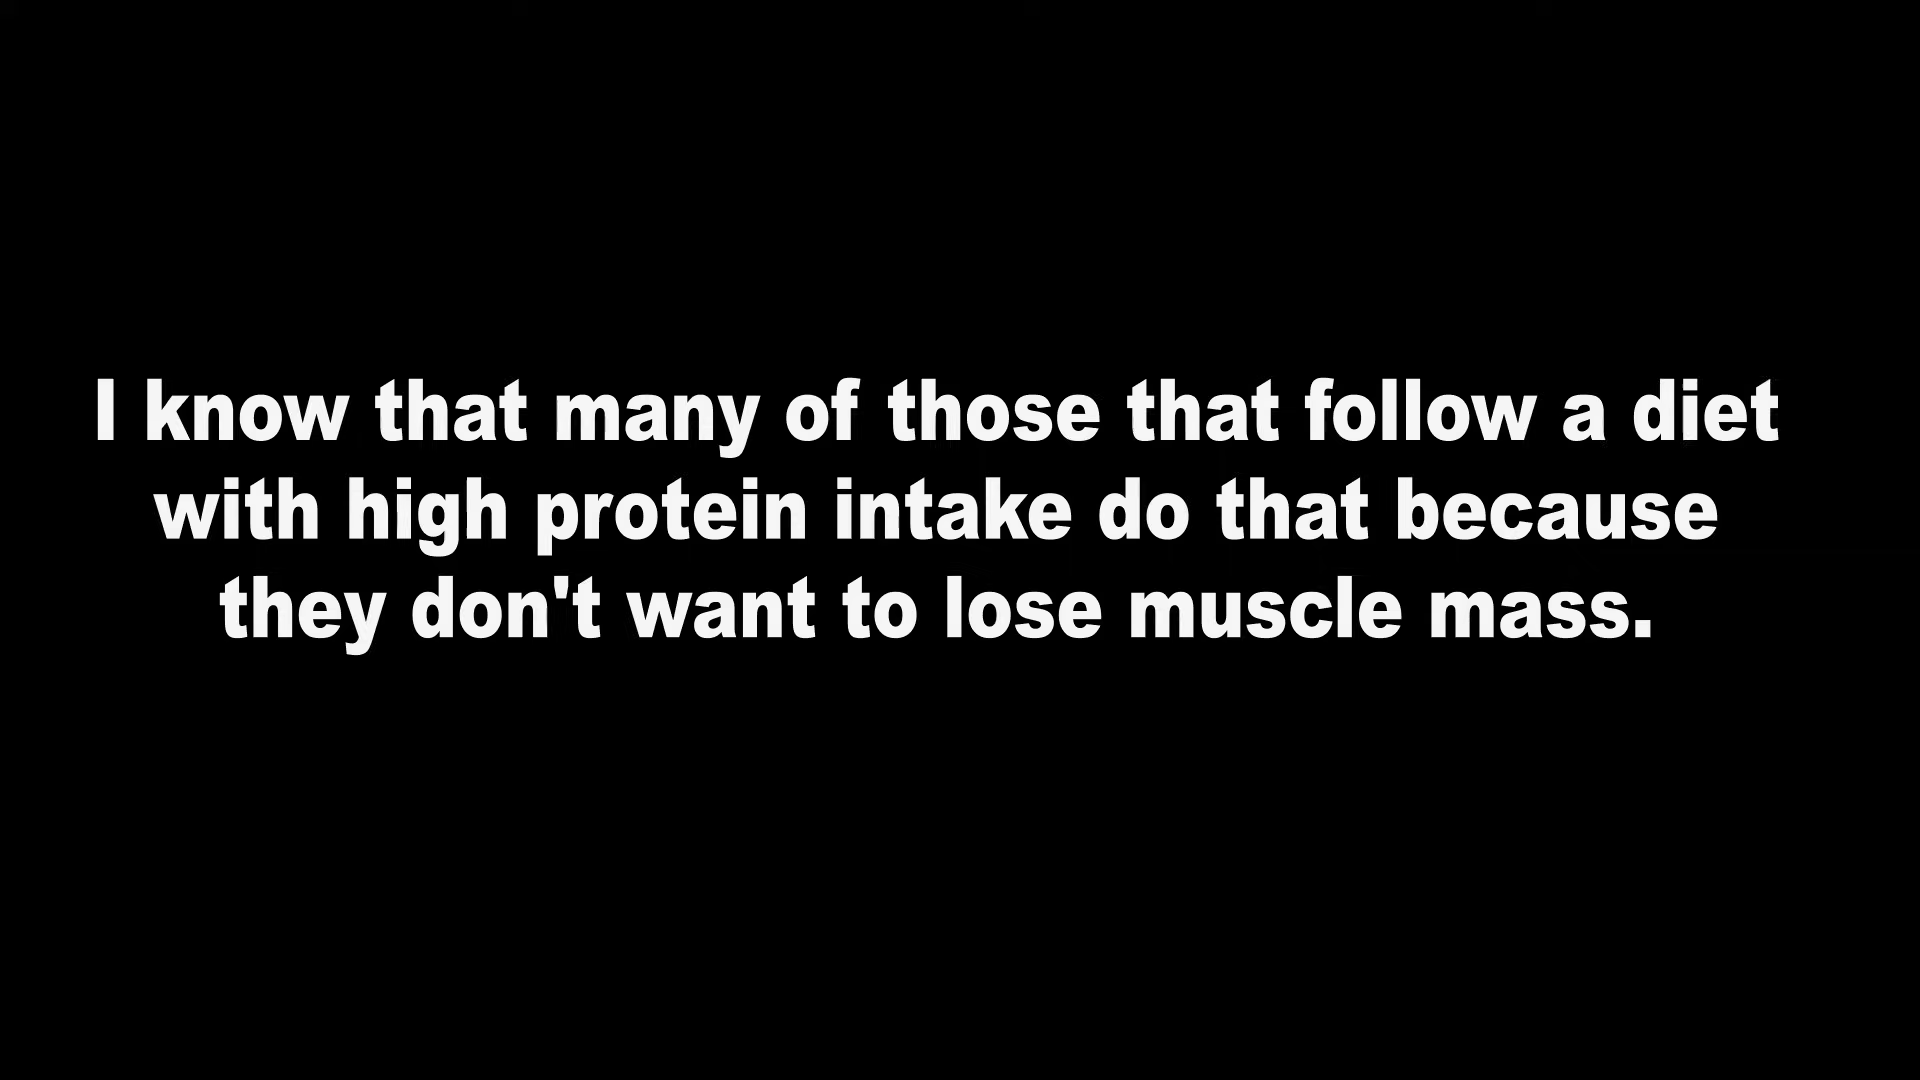 I know that many of those that follow a diet
with high protein intake do that because
they don't want to lose muscle mass.